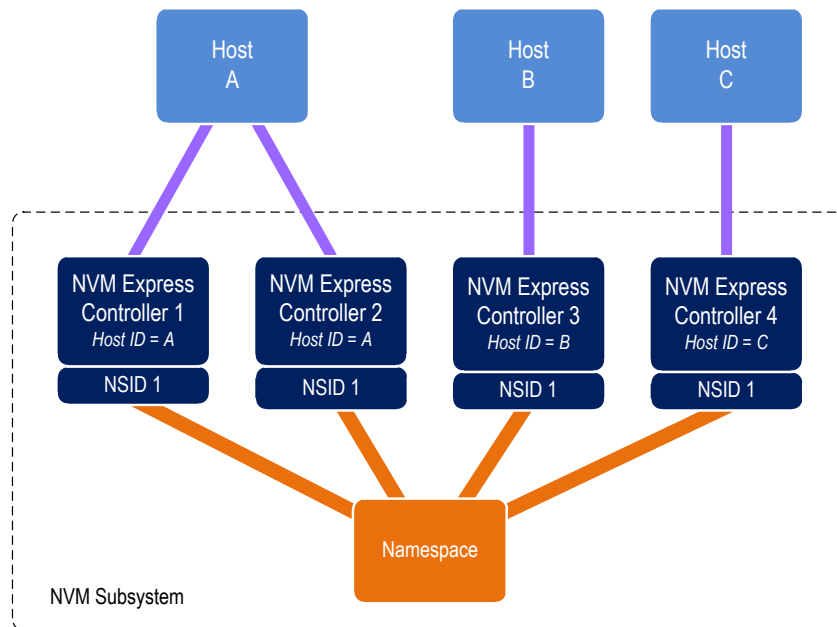 Host
A
Host
B
Host
C
NVM Express
Controller 1
Host ID = A
NVM Express
Controller 2
Host ID = A
NVM Express
Controller 3
Host ID = B
NVM Express
Controller 4
Host ID = C
NSID 1
NSID 1
NSID 1
NSID 1
Namespace
NVM Subsystem